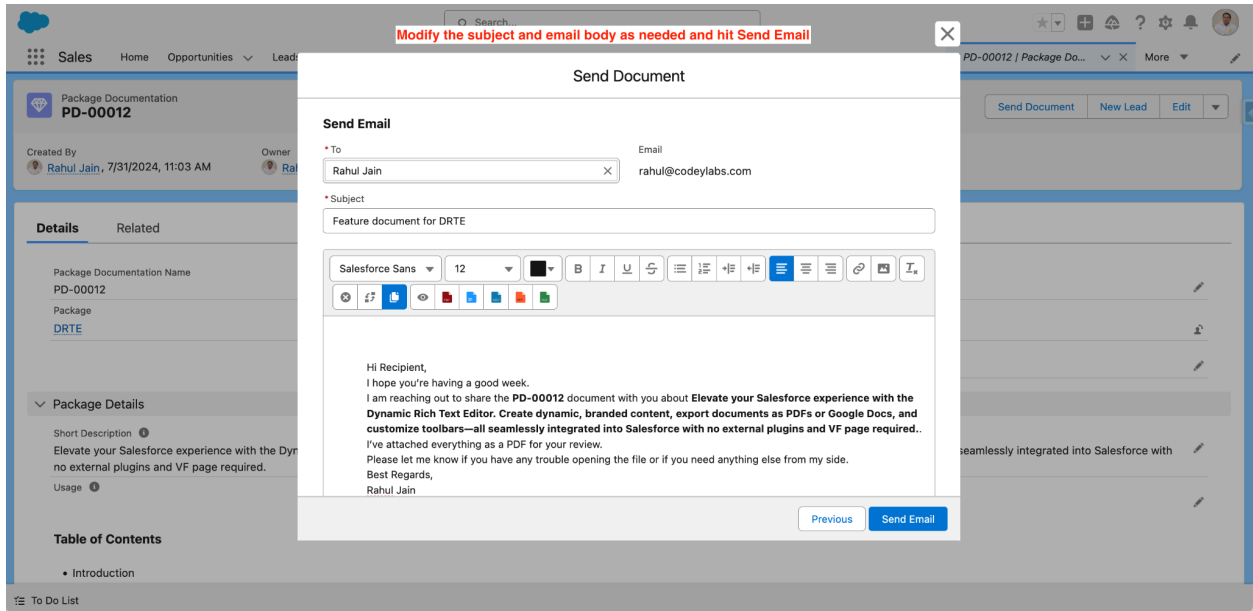 Search...
Modify the subject and email body as needed and hit Send Email
Sales
Home
Opportunities
Leads
PD-00012 | Package Do...
More
Package Documentation
PD-00012
Send Document
New Lead
Edit
Created By
Rahul Jain, 7/31/2024, 11:03 AM
Owner
Details
Related
Package Documentation Name
PD-00012
Package
DRTE
Package Details
Short Description
Elevate your Salesforce experience with the Dyn
seamlessly integrated into Salesforce with
no external plugins and VF page required.
Usage
Table of Contents
• Introduction
To Do List
Send Document
Send Email
* To
Email
Rahul Jain
rahul@codeylabs.com
* Subject
Feature document for DRTE
Salesforce Sans
12
B I U S
Hi Recipient,
I hope you're having a good week.
I am reaching out to share the PD-00012 document with you about Elevate your Salesforce experience with the
Dynamic Rich Text Editor. Create dynamic, branded content, export documents as PDFs or Google Docs, and
customize toolbars—all seamlessly integrated into Salesforce with no external plugins and VF page required..
I've attached everything as a PDF for your review.
Please let me know if you have any trouble opening the file or if you need anything else from my side.
Best Regards,
Rahul Jain
Previous
Send Email